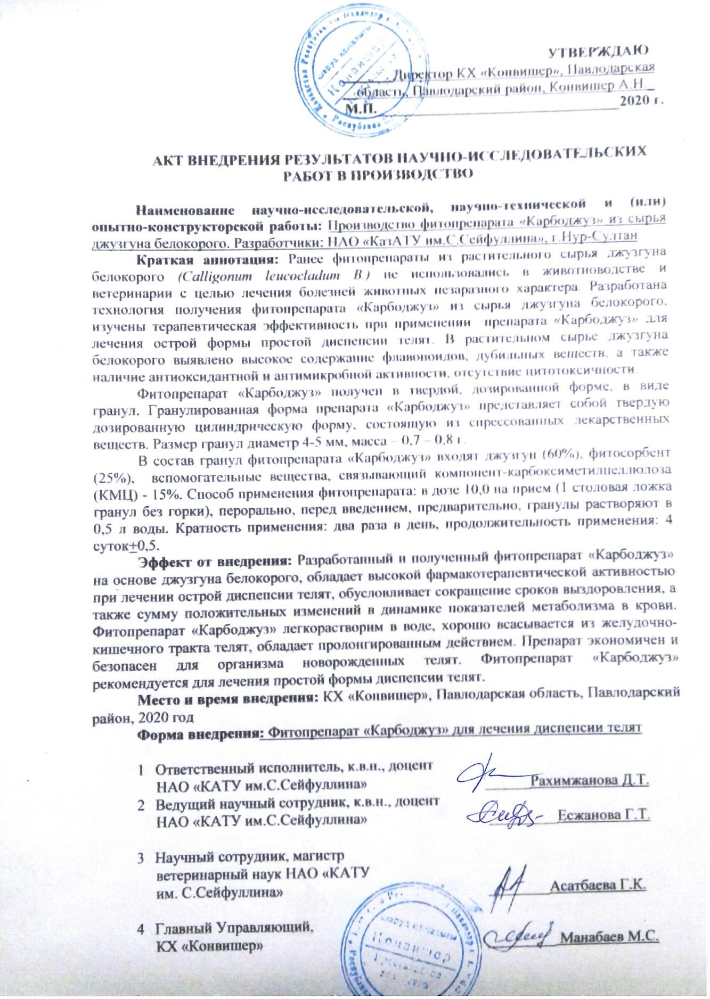 УТВЕРЖДАЮ
Директор КХ «Конвишер», Павлодарская
область, Павлодарский район, Конвишер А.Н.
М.П. 2020 г.
АКТ ВНЕДРЕНИЯ РЕЗУЛЬТАТОВ НАУЧНО-ИССЛЕДОВАТЕЛЬСКИХ
РАБОТ В ПРОИЗВОДСТВО
Наименование научно-исследовательской, научно-технической и (или)
опытно-конструкторской работы: Производство фитопрепарата «Карбоджуз» из сырья
джузгуна белокорого. Разработчики: НАО «КазАТУ им.С.Сейфуллина», г.Нур-Султан
Краткая аннотация: Ранее фитопрепараты из растительного сырья джузгуна
белокорого (Calligonum leucocladum B.) не использовались в животноводстве и
ветеринарии с целью лечения болезней животных незаразного характера. Разработана
технология получения фитопрепарата «Карбоджуз» из сырья джузгуна белокорого,
изучены терапевтическая эффективность при применении препарата «Карбоджуз» для
лечения острой формы простой диспепсии телят. В растительном сырье джузгуна
белокорого выявлено высокое содержание флавоноидов, дубильных веществ, а также
наличие антиоксидантной и антимикробной активности, отсутствие цитотоксичности.
Фитопрепарат «Карбоджуз» получен в твердой, дозированной форме, в виде
гранул. Гранулированная форма препарата «Карбоджуз» представляет собой твердую
дозированную цилиндрическую форму, состоящую из спрессованных лекарственных
веществ. Размер гранул диаметр 4-5 мм, масса – 0,7 – 0,8 г.
В состав гранул фитопрепарата «Карбоджуз» входят джузгун (60%), фитосорбент
(25%), вспомогательные вещества, связывающий компонент-карбоксиметилцеллюлоза
(КМЦ) - 15%. Способ применения фитопрепарата: в дозе 10,0 на прием (1 столовая ложка
гранул без горки), перорально, перед введением, предварительно, гранулы растворяют в
0,5 л воды. Кратность применения: два раза в день, продолжительность применения: 4
суток±0,5.
Эффект от внедрения: Разработанный и полученный фитопрепарат «Карбоджуз»
на основе джузгуна белокорого, обладает высокой фармакотерапевтической активностью
при лечении острой диспепсии телят, обусловливает сокращение сроков выздоровления, а
также сумму положительных изменений в динамике показателей метаболизма в крови.
Фитопрепарат «Карбоджуз» легкорастворим в воде, хорошо всасывается из желудочно-
кишечного тракта телят, обладает пролонгированным действием. Препарат экономичен и
безопасен для организма новорожденных телят. Фитопрепарат «Карбоджуз»
рекомендуется для лечения простой формы диспепсии телят.
Место и время внедрения: КХ «Конвишер», Павлодарская область, Павлодарский
район, 2020 год
Форма внедрения: Фитопрепарат «Карбоджуз» для лечения диспепсии телят
1 Ответственный исполнитель, к.в.н., доцент
НАО «КАТУ им.С.Сейфуллина» Рахимжанова Д.Т.
2 Ведущий научный сотрудник, к.в.н., доцент
НАО «КАТУ им.С.Сейфуллина» Есжанова Г.Т.
3 Научный сотрудник, магистр
ветеринарный наук НАО «КАТУ
им. С.Сейфуллина» Асатбаева Г.К.
4 Главный Управляющий,
КХ «Конвишер» Манабаев М.С.